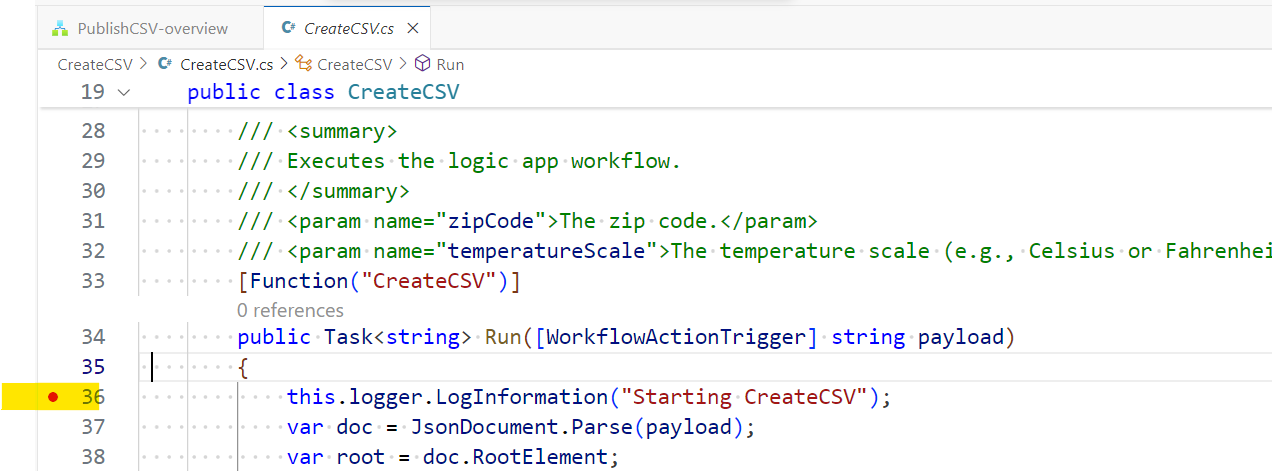 PublishCSV-overview
C# CreateCSV.cs
CreateCSV > C# CreateCSV.cs > CreateCSV > Run
19 public class CreateCSV
28 /// <summary>
29 /// Executes the logic app workflow.
30 /// </summary>
31 /// <param name="zipCode">The zip code.</param>
32 /// <param name="temperatureScale">The temperature scale (e.g., Celsius or Fahrenhei
33 [Function("CreateCSV")]
0 references
34 public Task<string> Run([WorkflowActionTrigger] string payload)
35 {
36 this.logger.LogInformation("Starting CreateCSV");
37 var doc = JsonDocument.Parse(payload);
38 var root = doc.RootElement;